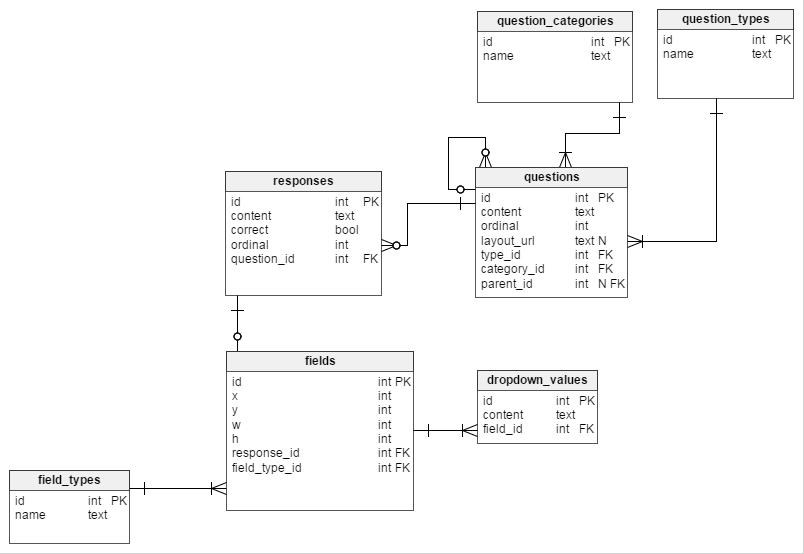 question_categories
id int PK
name text
question_types
id int PK
name text
responses
id int PK
content text
correct bool
ordinal int
question_id int FK
questions
id int PK
content text
ordinal int
layout_url text N
type_id int FK
category_id int FK
parent_id int N FK
fields
id int PK
x int
y int
w int
h int
response_id int FK
field_type_id int FK
dropdown_values
id int PK
content text
field_id int FK
field_types
id int PK
name text